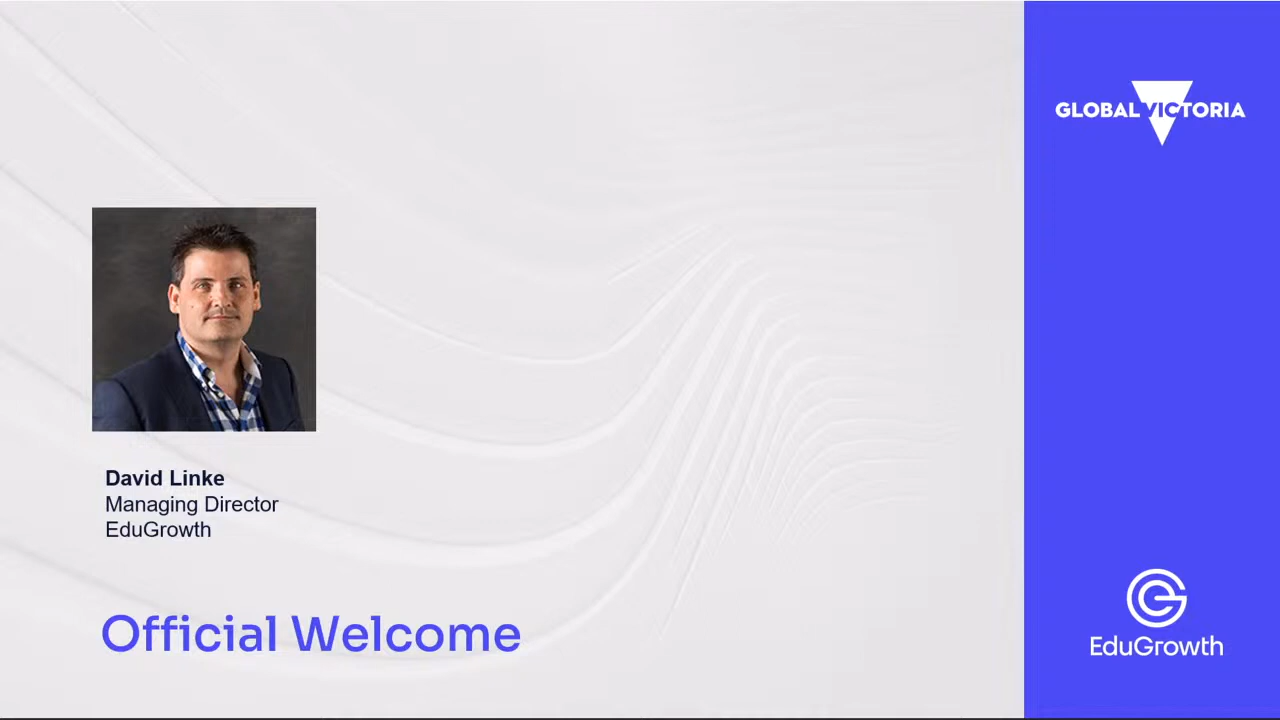 GLOBAL VICTORIA
David Linke
Managing Director
EduGrowth
Official Welcome
EduGrowth